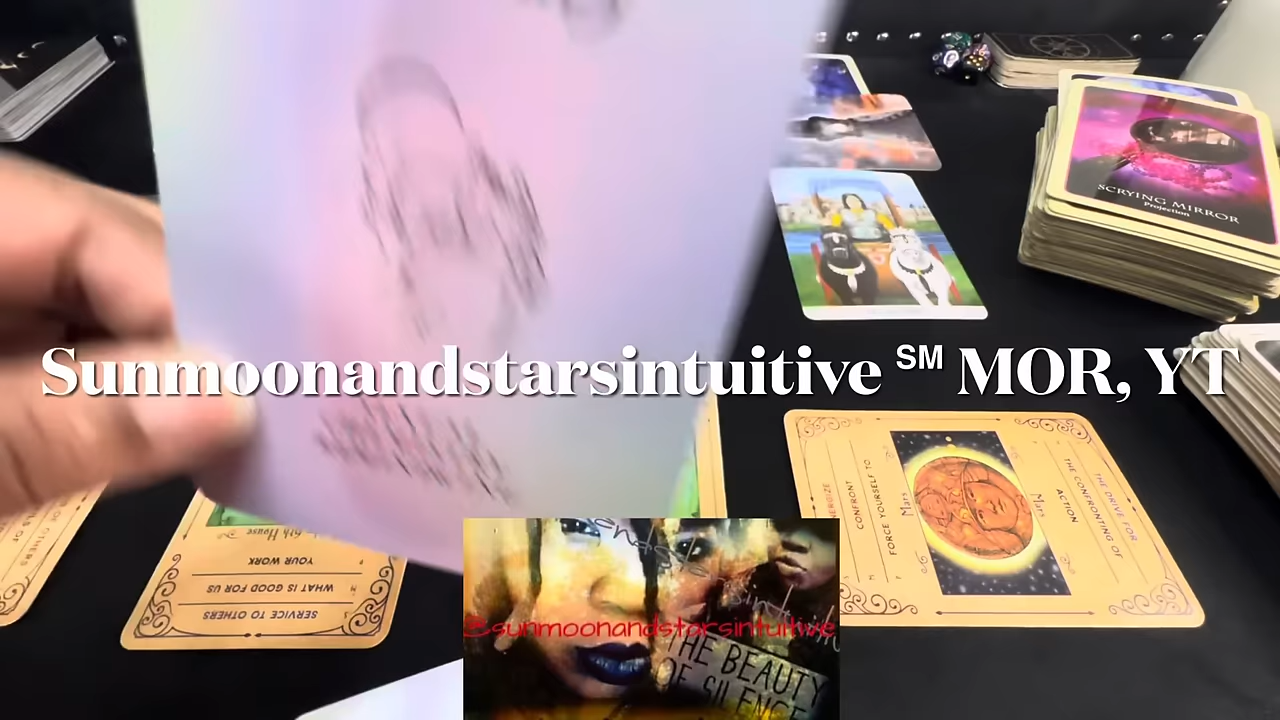 SCRYING MIRROR
Projection
Sunmoonandstarsintuitive ℠ MOR, YT
THE DRIVE FOR
THE CONFRONTING OF
ACTION
Mars
Mars
FORCE YOURSELF TO
CONFRONT
6th House
YOUR WORK
WHAT IS GOOD FOR US
SERVICE TO OTHERS
@sunmoonandstarsintuitive
THE BEAUTY
OF SILENCE